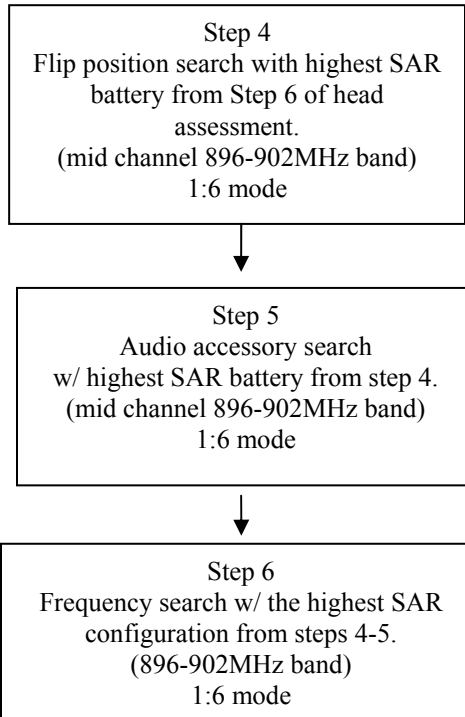 Step 4
Flip position search with highest SAR
battery from Step 6 of head
assessment.
(mid channel 896-902MHz band)
1:6 mode
Step 5
Audio accessory search
w/ highest SAR battery from step 4.
(mid channel 896-902MHz band)
1:6 mode
Step 6
Frequency search w/ the highest SAR
configuration from steps 4-5.
(896-902MHz band)
1:6 mode